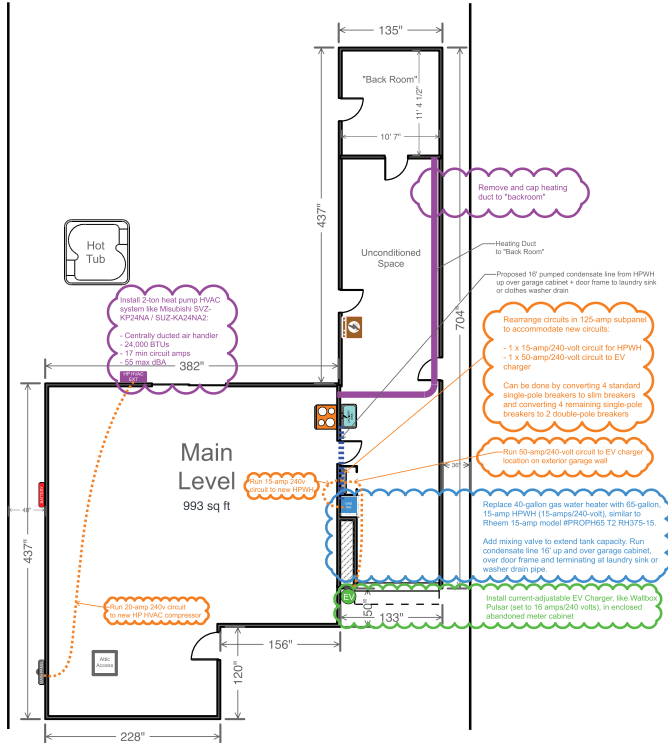 135"
"Back Room"
11' 4 1/2"
10' 7"
437"
704"
Remove and cap heating
duct to "backroom"
Unconditioned
Space
Heating Duct
to "Back Room"
Hot
Tub
Proposed 16' pumped condensate line from HPWH
up over garage cabinet + door frame to laundry sink
or clothes washer drain
Install 2-ton heat pump HVAC
system like Misubishi SVZ-
KP24NA / SUZ-KA24NA2:
- Centrally ducted air handler
- 24,000 BTUs
- 17 min circuit amps
- 55 max dBA
Rearrange circuits in 125-amp subpanel
to accommodate new circuits:
- 1 x 15-amp/240-volt circuit for HPWH
- 1 x 50-amp/240-volt circuit to EV
charger
Can be done by converting 4 standard
single-pole breakers to slim breakers
and converting 4 remaining single-pole
breakers to 2 double-pole breakers
382"
HP HVAC
EXT
Main
Level
993 sq ft
Run 50-amp/240-volt circuit to EV charger
location on exterior garage wall
36"
Run 15-amp 240v
circuit to new HPWH
48"
437"
Replace 40-gallon gas water heater with 65-gallon,
15-amp HPWH (15-amps/240-volt), similar to
Rheem 15-amp model #PROPH65 T2 RH375-15.
Add mixing valve to extend tank capacity. Run
condensate line 16' up and over garage cabinet,
over door frame and terminating at laundry sink or
washer drain pipe.
EV
50"
133"
Install current-adjustable EV Charger, like Wallbox
Pulsar (set to 16 amps/240 volts), in enclosed
abandoned meter cabinet
Run 20-amp 240v circuit
to new HP HVAC compressor
156"
120"
Attic
Access
228"